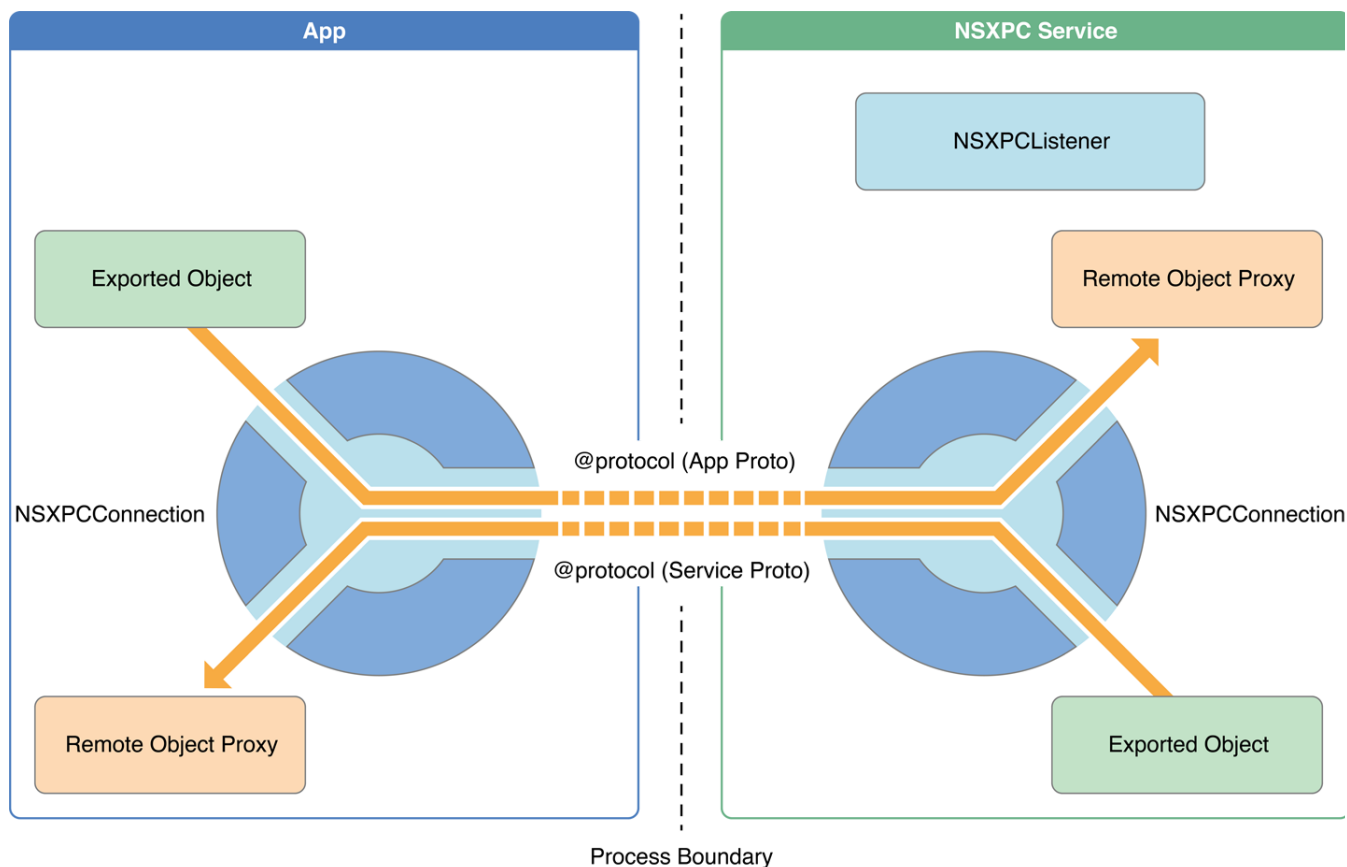 App
NSXPC Service
NSXPCListener
Exported Object
Remote Object Proxy
@protocol (App Proto)
NSXPCConnection
NSXPCConnection
@protocol (Service Proto)
Remote Object Proxy
Exported Object
Process Boundary